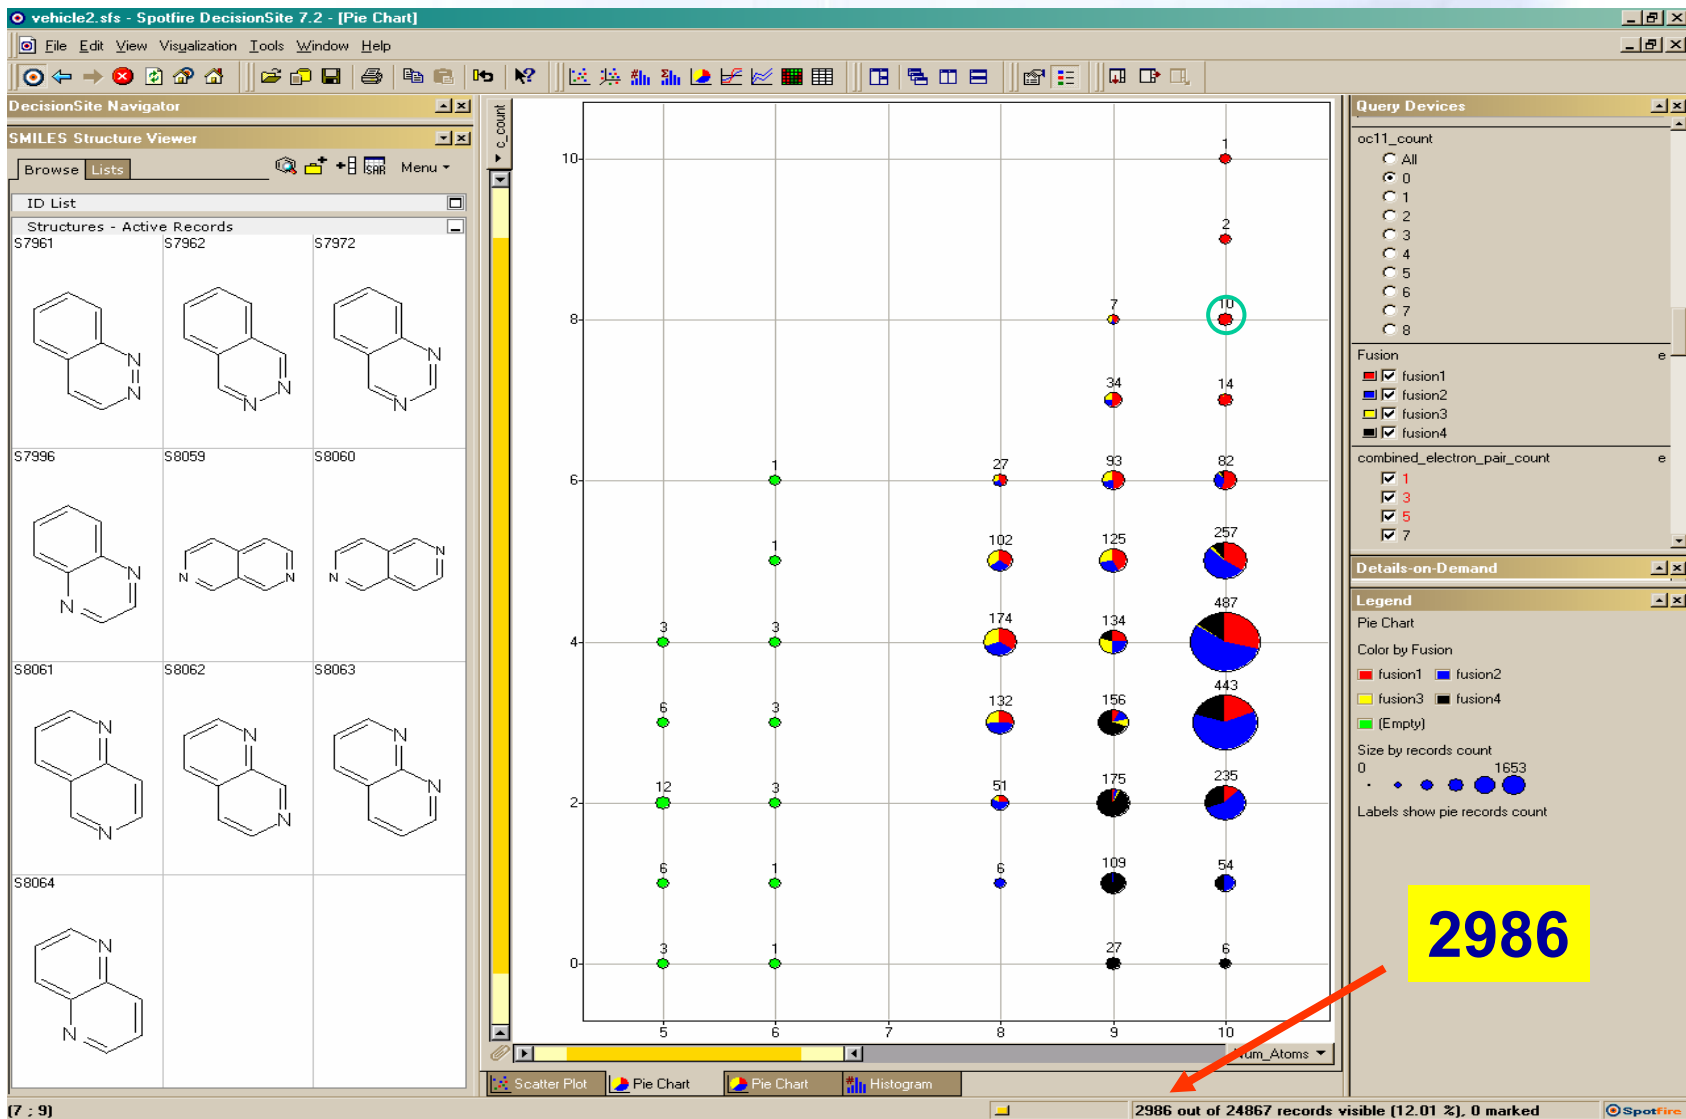 vehicle2.sfs - Spotfire DecisionSite 7.2 - [Pie Chart]
File Edit View Visualization Tools Window Help
DecisionSite Navigator
SMILES Structure Viewer
Browse Lists Menu
ID List
Structures - Active Records
S7961 S7962 S7972
N N N N N N
S7996 S8059 S8060
N N N N N N
S8061 S8062 S8063
N N N N N N
S8064
N N
c_count
10 1
2
8 7 10
34 14
6 1 27 93 82
1 102 125 257
4 3 3 174 134 487
6 3 132 156 443
2 12 3 51 175 235
6 1 6 109 54
0 3 1 27 6
5 6 7 8 9 10
Num_Atoms
Scatter Plot Pie Chart Pie Chart Histogram
Query Devices
oc11_count
All
0
1
2
3
4
5
6
7
8
Fusion e
fusion1
fusion2
fusion3
fusion4
combined_electron_pair_count e
1
3
5
7
Details-on-Demand
Legend
Pie Chart
Color by Fusion
fusion1 fusion2
fusion3 fusion4
(Empty)
Size by records count
0 1653
Labels show pie records count
2986
(7 ; 9) 2986 out of 24867 records visible (12.01 %), 0 marked Spotfire